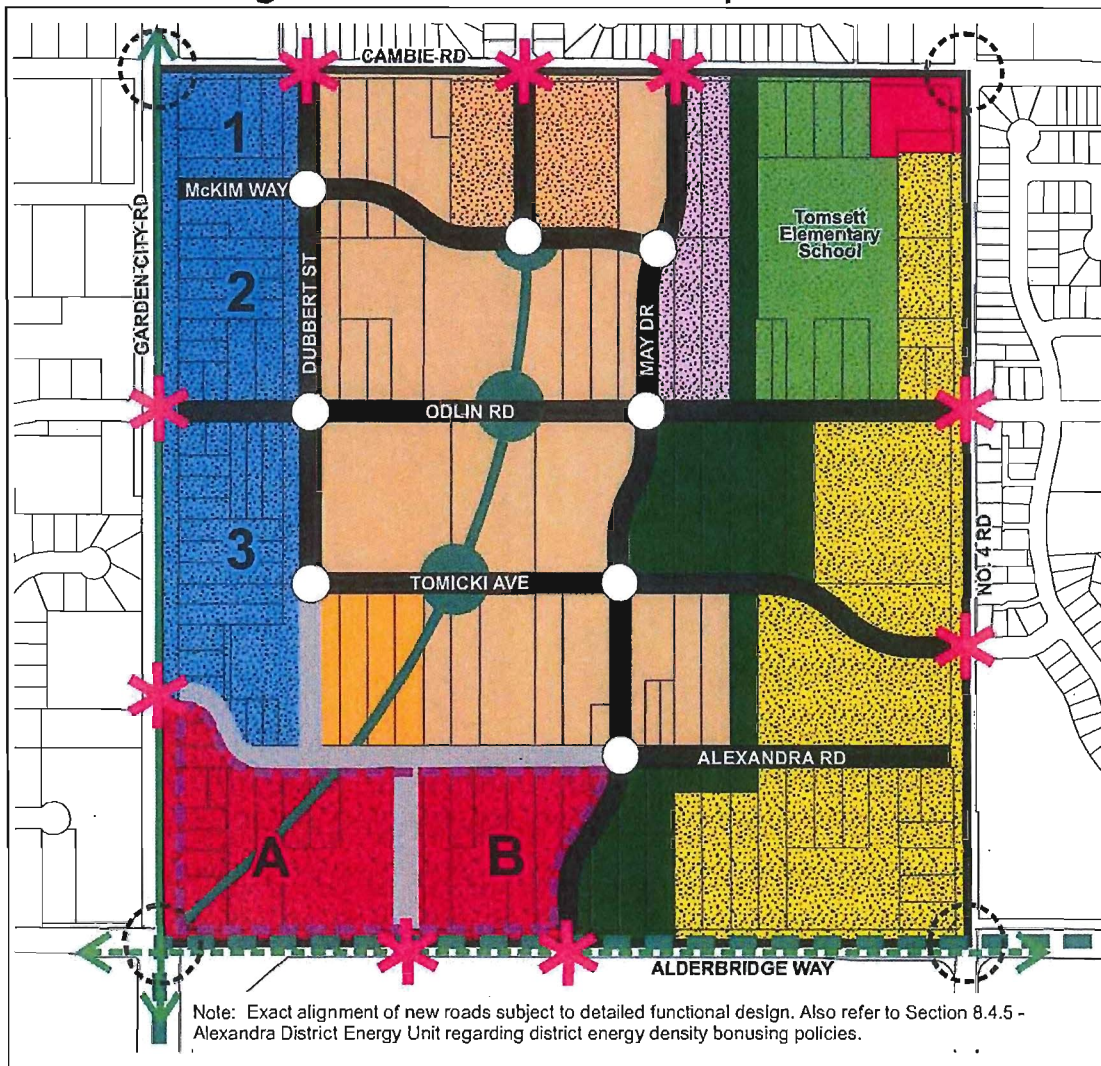 CAMBIE RD
1
McKIM WAY
GARDEN CITY RD
DUBBERT ST
2
MAY DR
Tomsett
Elementary
School
ODLIN RD
3
NO. 4 RD
TOMICKI AVE
ALEXANDRA RD
A
B
ALDERBRIDGE WAY
Note: Exact alignment of new roads subject to detailed functional design. Also refer to Section 8.4.5 -
Alexandra District Energy Unit regarding district energy density bonusing policies.